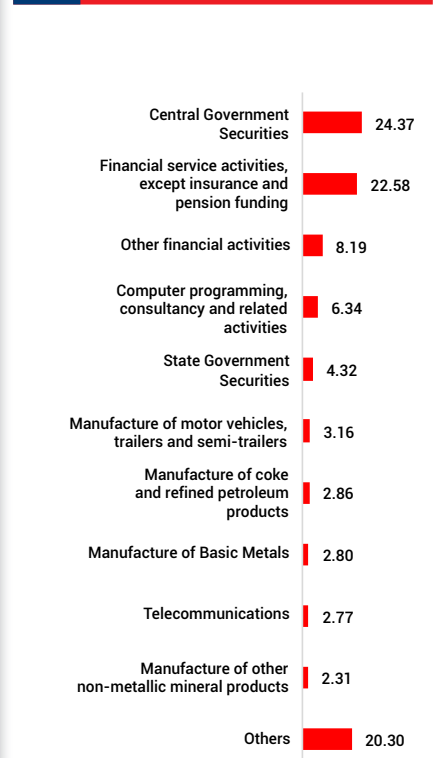 Central Government
Securities
24.37
Financial service activities,
except insurance and
pension funding
22.58
Other financial activities
8.19
Computer programming,
consultancy and related
activities
6.34
State Government
Securities
4.32
Manufacture of motor vehicles,
trailers and semi-trailers
3.16
Manufacture of coke
and refined petroleum
products
2.86
Manufacture of Basic Metals
2.80
Telecommunications
2.77
Manufacture of other
non-metallic mineral products
2.31
Others
20.30